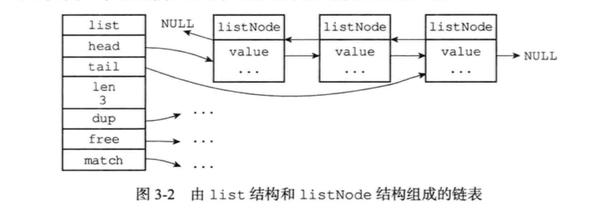 list
head
tail
len
3
dup
free
match
NULL
listNode
value
...
listNode
value
...
listNode
value
...
NULL
...
...
...
图 3-2 由 list 结构和 listNode 结构组成的链表